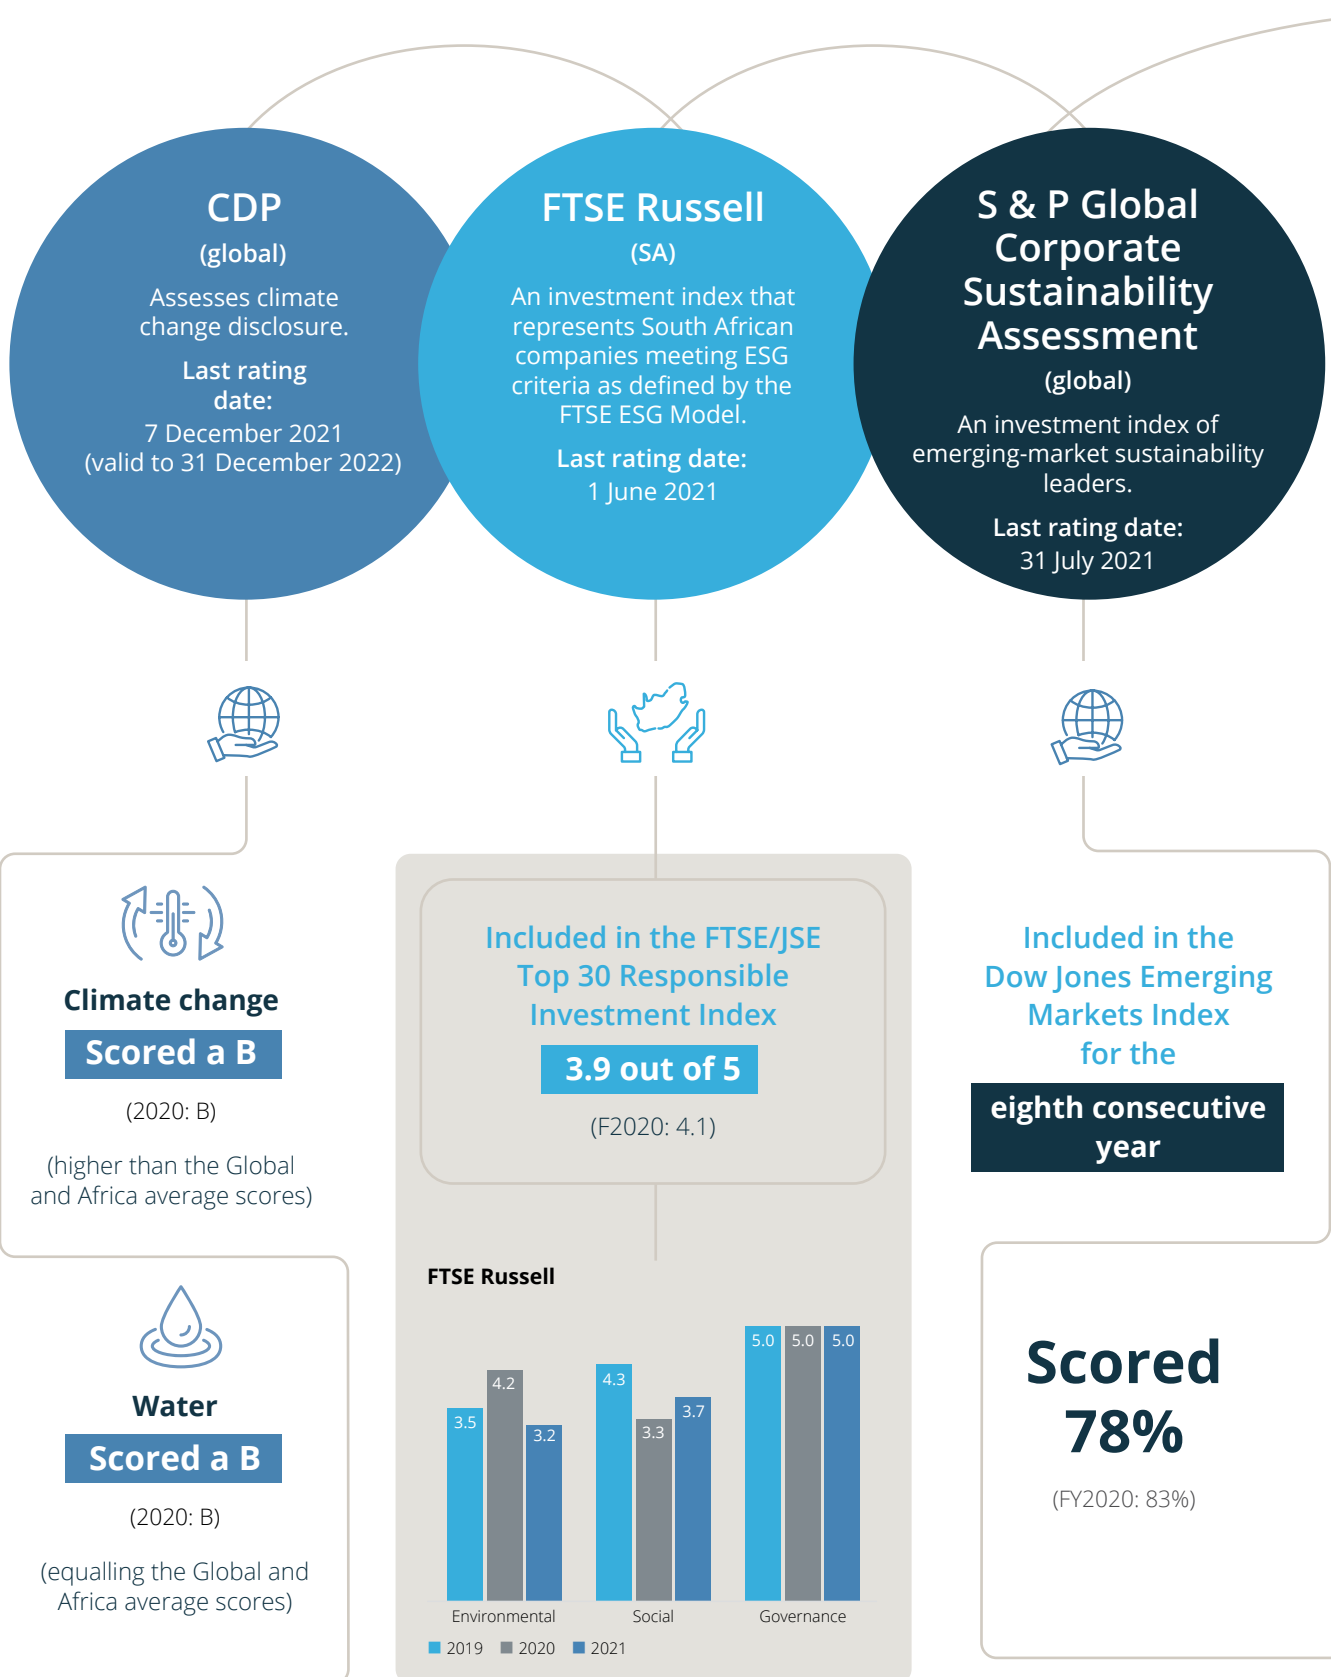 CDP
(global)
Assesses climate
change disclosure.
Last rating
date:
7 December 2021
(valid to 31 December 2022)
FTSE Russell
(SA)
An investment index that
represents South African
companies meeting ESG
criteria as defined by the
FTSE ESG Model.
Last rating date:
1 June 2021
S & P Global
Corporate
Sustainability
Assessment
(global)
An investment index of
emerging-market sustainability
leaders.
Last rating date:
31 July 2021
Climate change
Scored a B
(2020: B)
(higher than the Global
and Africa average scores)
Water
Scored a B
(2020: B)
(equalling the Global and
Africa average scores)
Included in the FTSE/JSE
Top 30 Responsible
Investment Index
3.9 out of 5
(F2020: 4.1)
FTSE Russell
3.5
4.2
3.2
4.3
3.3
3.7
5.0
5.0
5.0
Environmental
Social
Governance
2019
2020
2021
Included in the
Dow Jones Emerging
Markets Index
for the
eighth consecutive
year
Scored
78%
(FY2020: 83%)